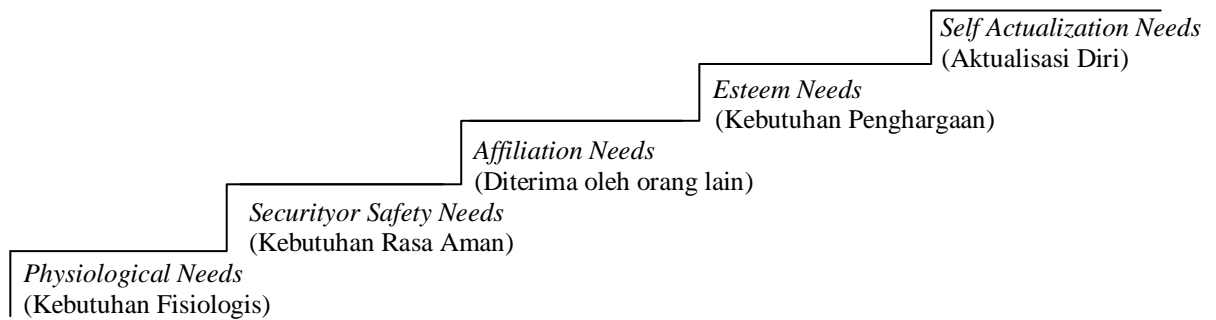 Self Actualization Needs
(Aktualisasi Diri)
Esteem Needs
(Kebutuhan Penghargaan)
Affiliation Needs
(Diterima oleh orang lain)
Securityor Safety Needs
(Kebutuhan Rasa Aman)
Physiological Needs
(Kebutuhan Fisiologis)